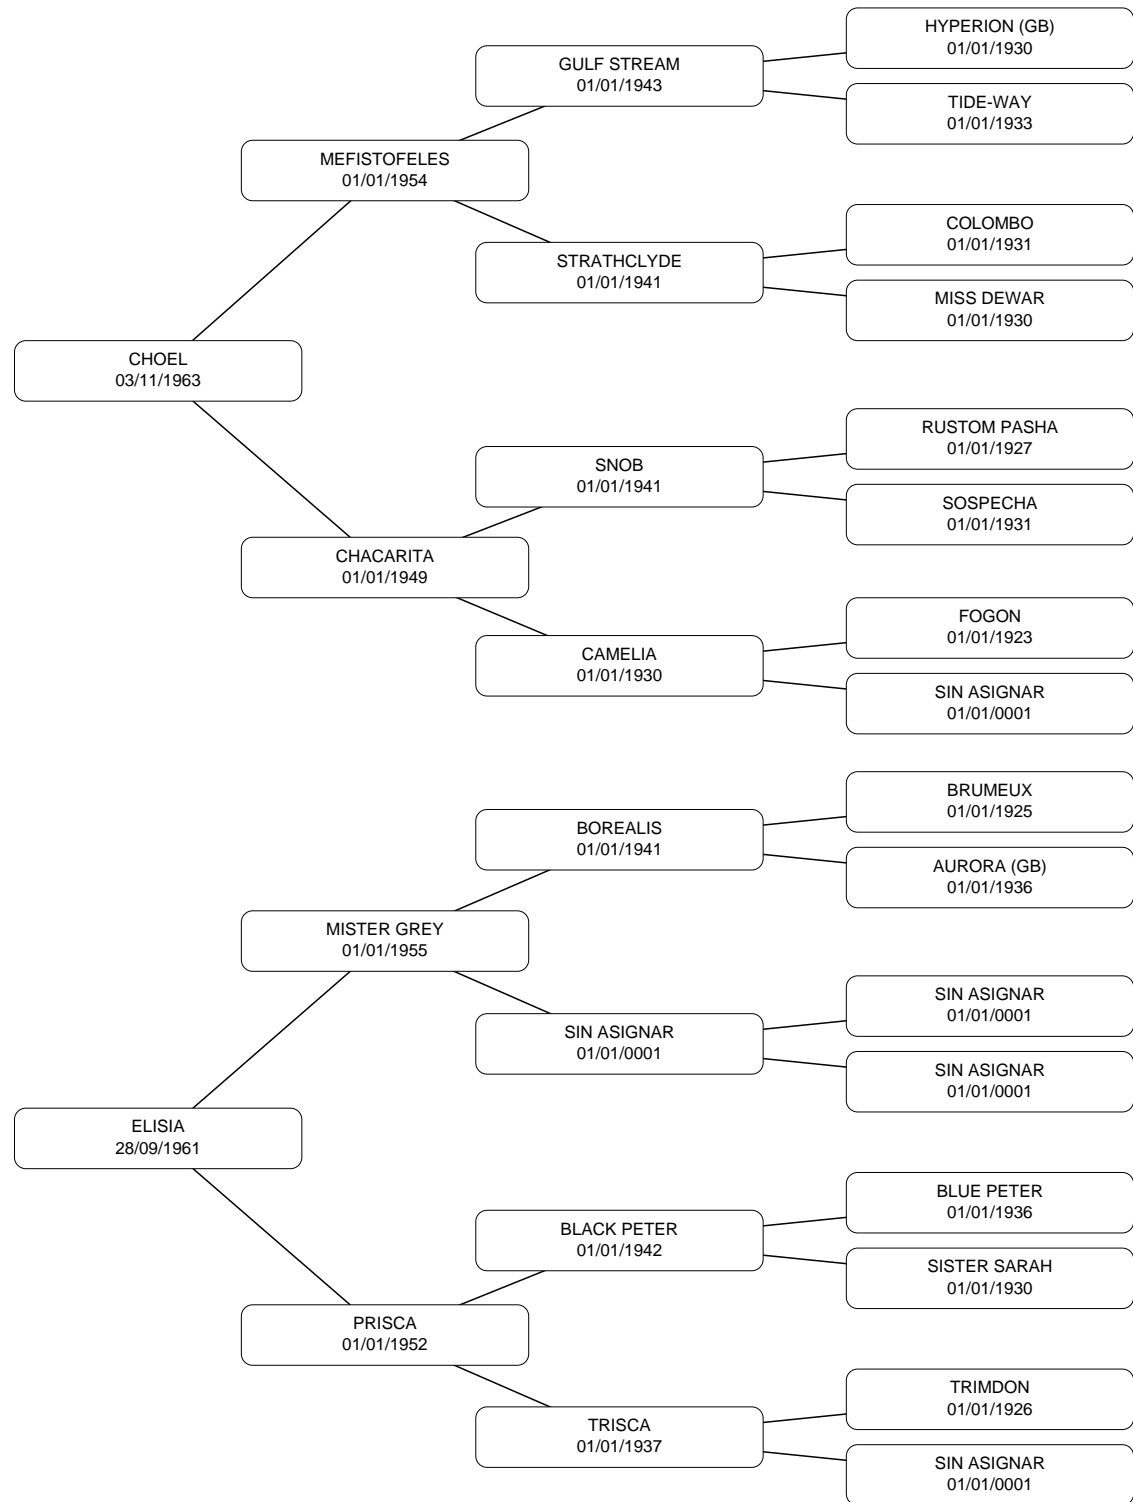 HYPERION (GB)
01/01/1930
GULF STREAM
01/01/1943
TIDE-WAY
01/01/1933
MEFISTOFELES
01/01/1954
COLOMBO
01/01/1931
STRATHCLYDE
01/01/1941
MISS DEWAR
01/01/1930
CHOEL
03/11/1963
RUSTOM PASHA
01/01/1927
SNOB
01/01/1941
SOSPECHA
01/01/1931
CHACARITA
01/01/1949
FOGON
01/01/1923
CAMELIA
01/01/1930
SIN ASIGNAR
01/01/0001
BRUMEUX
01/01/1925
BOREALIS
01/01/1941
AURORA (GB)
01/01/1936
MISTER GREY
01/01/1955
SIN ASIGNAR
01/01/0001
SIN ASIGNAR
01/01/0001
SIN ASIGNAR
01/01/0001
ELISIA
28/09/1961
BLUE PETER
01/01/1936
BLACK PETER
01/01/1942
SISTER SARAH
01/01/1930
PRISCA
01/01/1952
TRIMDON
01/01/1926
TRISCA
01/01/1937
SIN ASIGNAR
01/01/0001